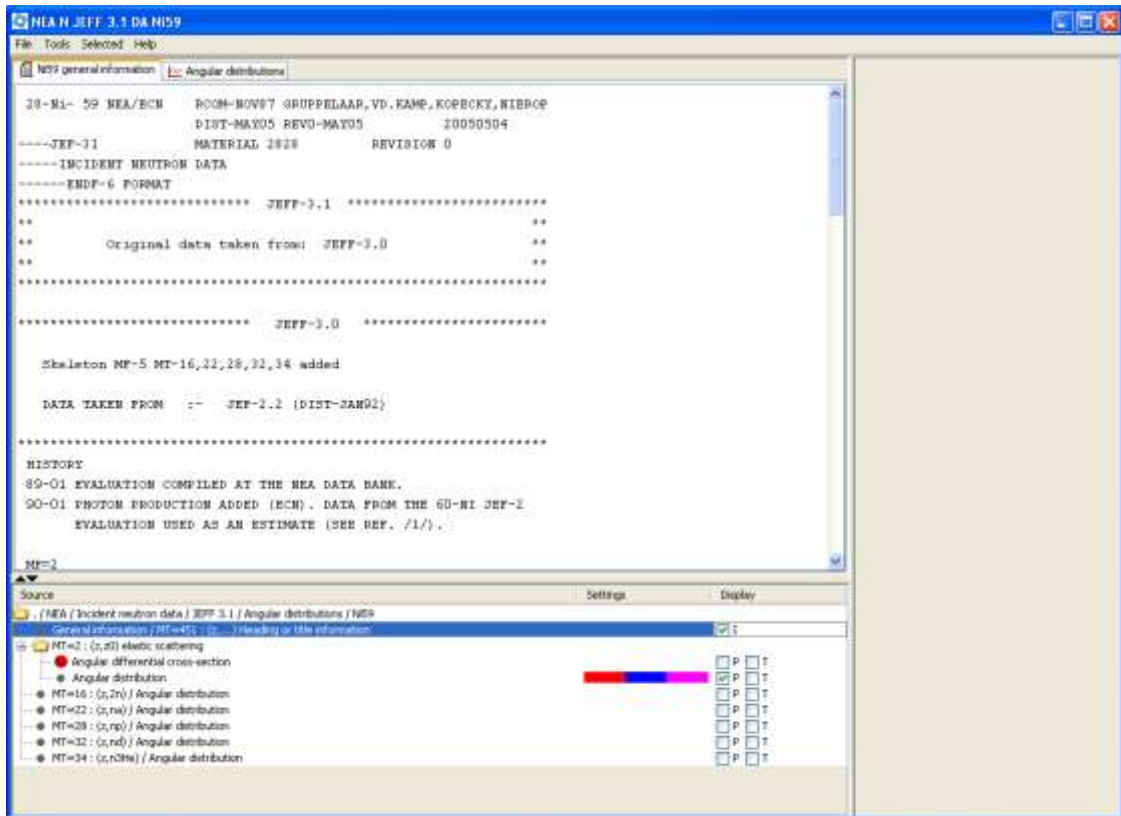 NEA N JEFF 3.1 DA NI59
File Tools Selected Help
Ni59 general information Angular distributions
28-Ni- 59 NEA/ECN RCOM-NOV87 GRUPPELAAR,VD.KAMP,KOPECKY,NIEROP
DIST-MAY05 REV0-MAY05 20050504
----JEF-31 MATERIAL 2828 REVISION 0
-----INCIDENT NEUTRON DATA
------ENDF-6 FORMAT
***************************** JEFF-3.1 *************************
** **
** Original data taken from: JEFF-3.0 **
** **
******************************************************************
***************************** JEFF-3.0 ***********************
Skeleton MF-5 MT-16,22,28,32,34 added
DATA TAKEN FROM :- JEF-2.2 (DIST-JAN92)
******************************************************************
HISTORY
89-01 EVALUATION COMPILED AT THE NEA DATA BANK.
90-01 PHOTON PRODUCTION ADDED (ECN). DATA FROM THE 60-NI JEF-2
EVALUATION USED AS AN ESTIMATE (SEE REF. /1/).
MF=2
Source Settings Display
. / NEA / Incident neutron data / JEFF 3.1 / Angular distributions / Ni59
General information / MT=451 : (z, ...) Heading or title information I
MT=2 : (z,z0) elastic scattering
Angular differential cross-section P T
Angular distribution P T
MT=16 : (z,2n) / Angular distribution P T
MT=22 : (z,na) / Angular distribution P T
MT=28 : (z,np) / Angular distribution P T
MT=32 : (z,nd) / Angular distribution P T
MT=34 : (z,n3He) / Angular distribution P T